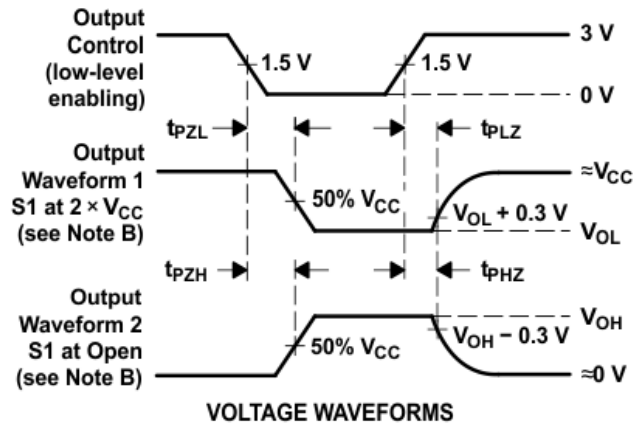 Output
Control
(low-level
enabling)
1.5 V
1.5 V
3 V
0 V
tPZL
tPLZ
Output
Waveform 1
S1 at 2 × VCC
(see Note B)
50% VCC
VOL + 0.3 V
≈VCC
VOL
tPZH
tPHZ
Output
Waveform 2
S1 at Open
(see Note B)
50% VCC
VOH − 0.3 V
VOH
≈0 V
VOLTAGE WAVEFORMS